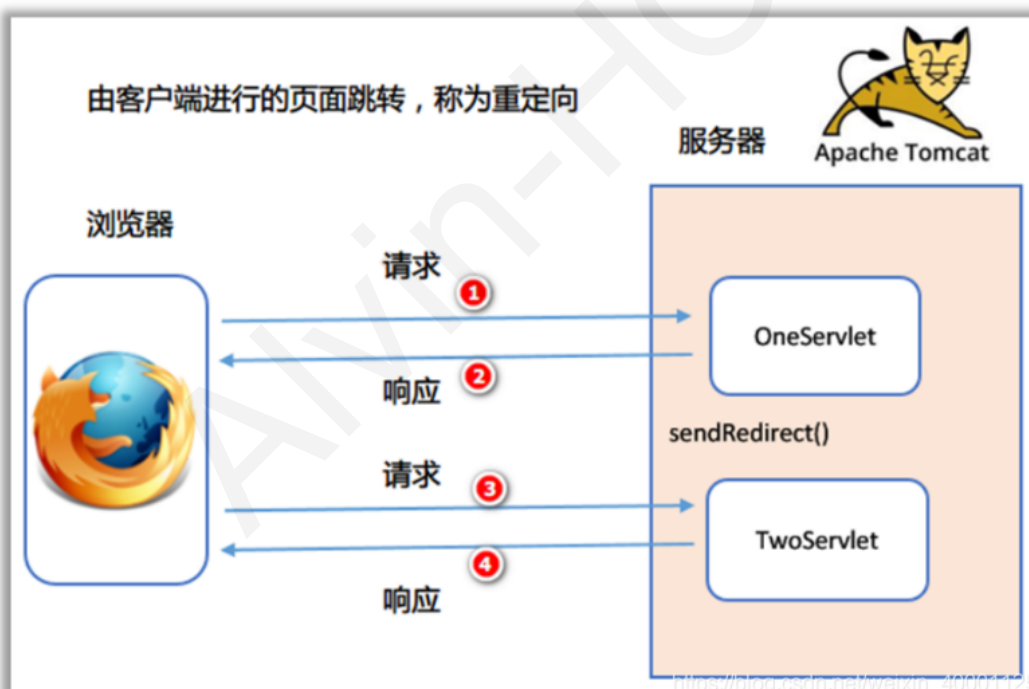 由客户端进行的页面跳转，称为重定向
服务器
Apache Tomcat
浏览器
请求
1
OneServlet
2
响应
sendRedirect()
请求
3
TwoServlet
4
响应
Alvin-HO